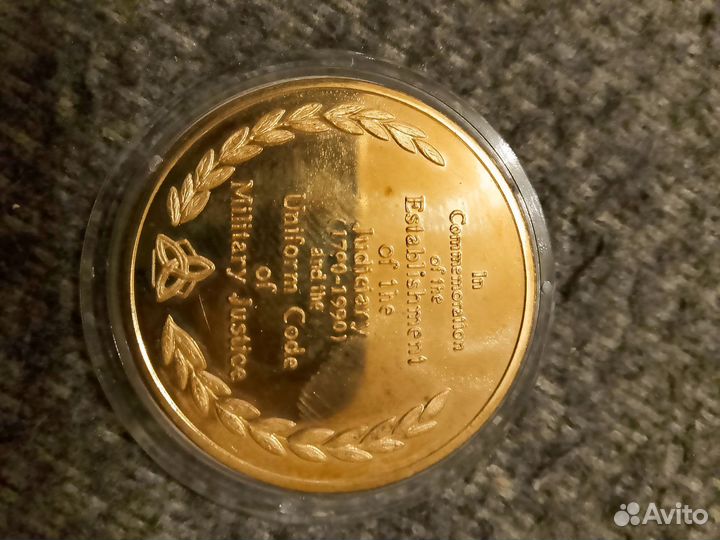 In
Commemoration
of the
Establishment
of the
Judiciary
(1790-1990)
and the
Uniform Code
of
Military Justice
Avito